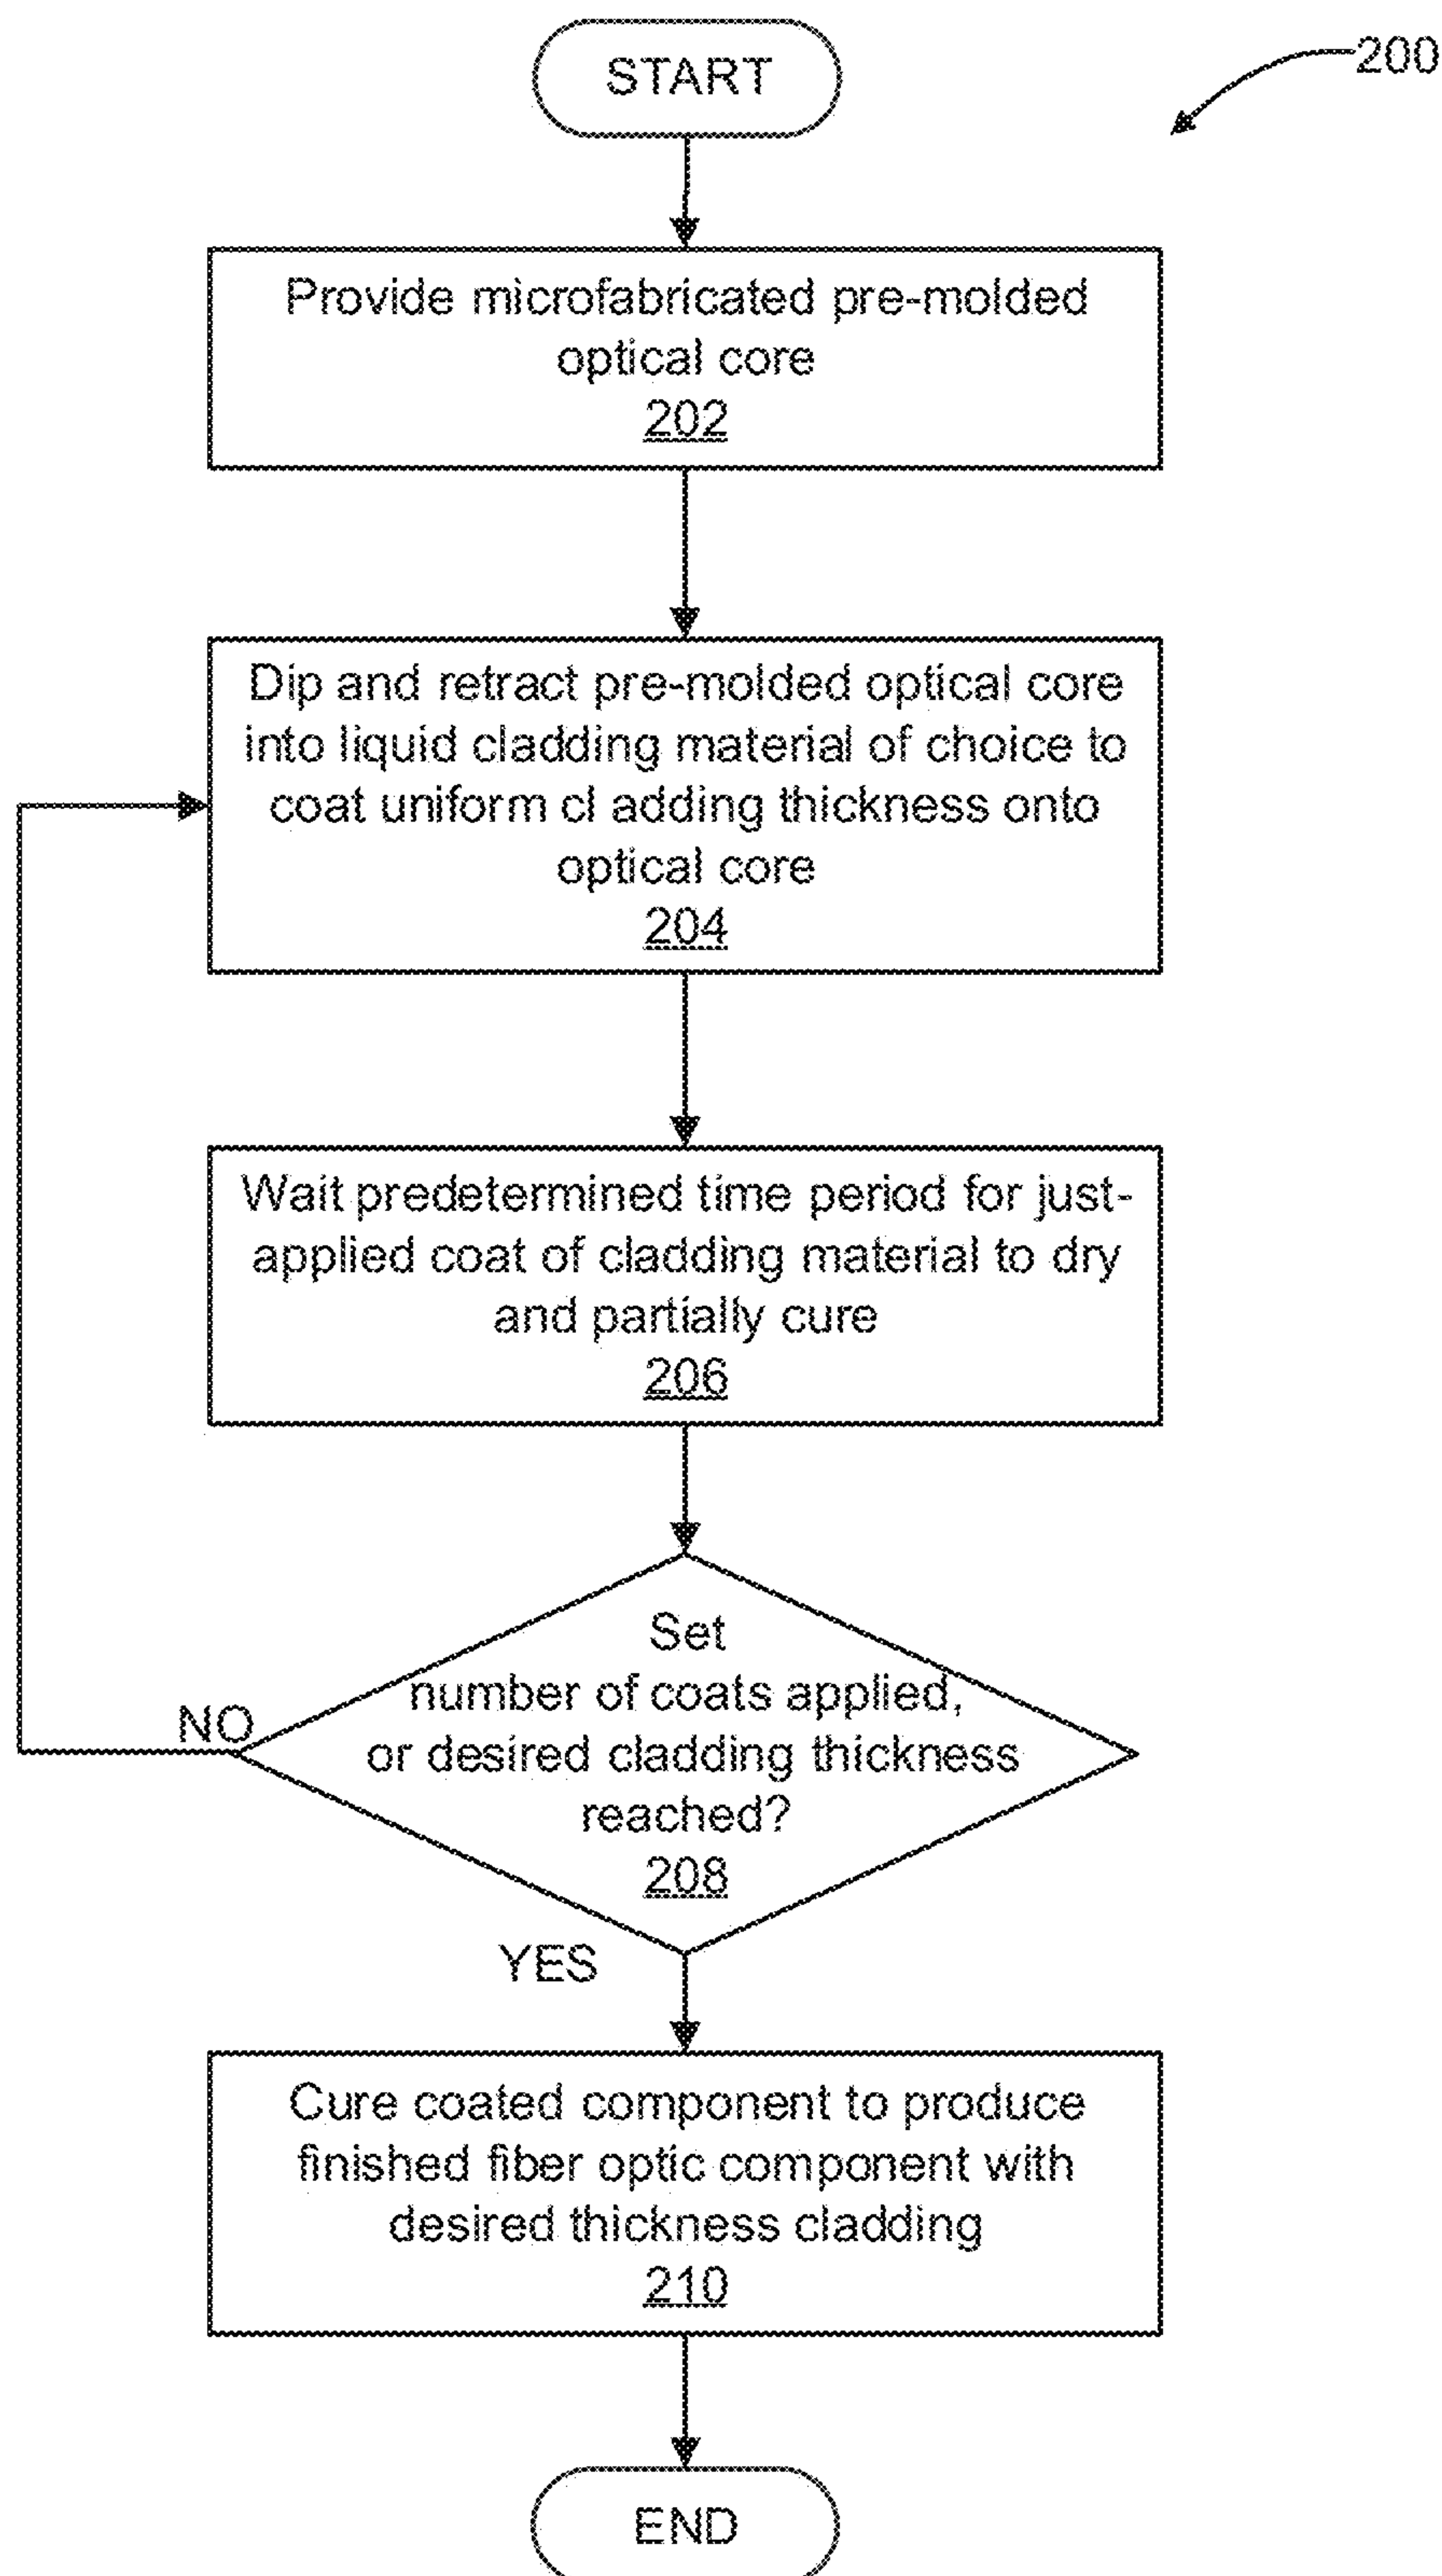 START
200
Provide microfabricated pre-molded
optical core
202
Dip and retract pre-molded optical core
into liquid cladding material of choice to
coat uniform cl adding thickness onto
optical core
204
Wait predetermined time period for just-
applied coat of cladding material to dry
and partially cure
206
Set
number of coats applied,
or desired cladding thickness
reached?
208
NO
YES
Cure coated component to produce
finished fiber optic component with
desired thickness cladding
210
END